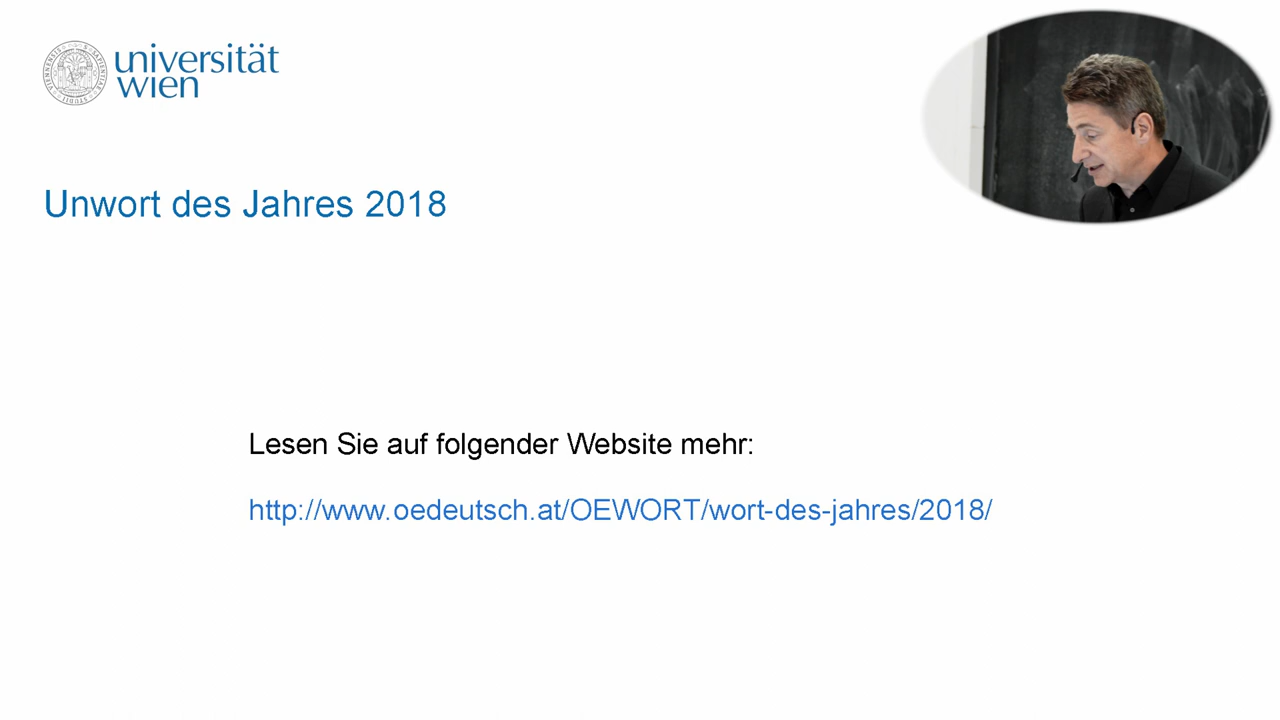 universität
wien
Unwort des Jahres 2018
Lesen Sie auf folgender Website mehr:
http://www.oedeutsch.at/OEWORT/wort-des-jahres/2018/